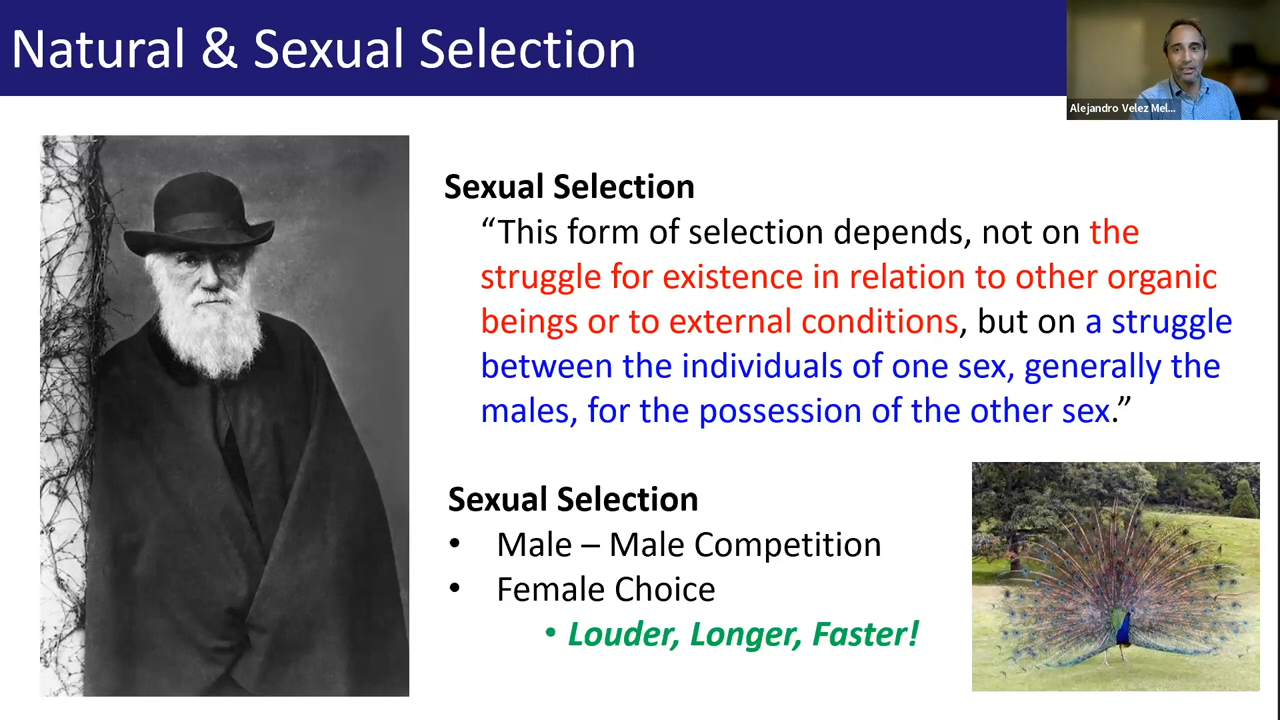 Natural & Sexual Selection
Alejandro Velez Mel...
Sexual Selection
“This form of selection depends, not on the
struggle for existence in relation to other organic
beings or to external conditions, but on a struggle
between the individuals of one sex, generally the
males, for the possession of the other sex.”
Sexual Selection
• Male – Male Competition
• Female Choice
• Louder, Longer, Faster!